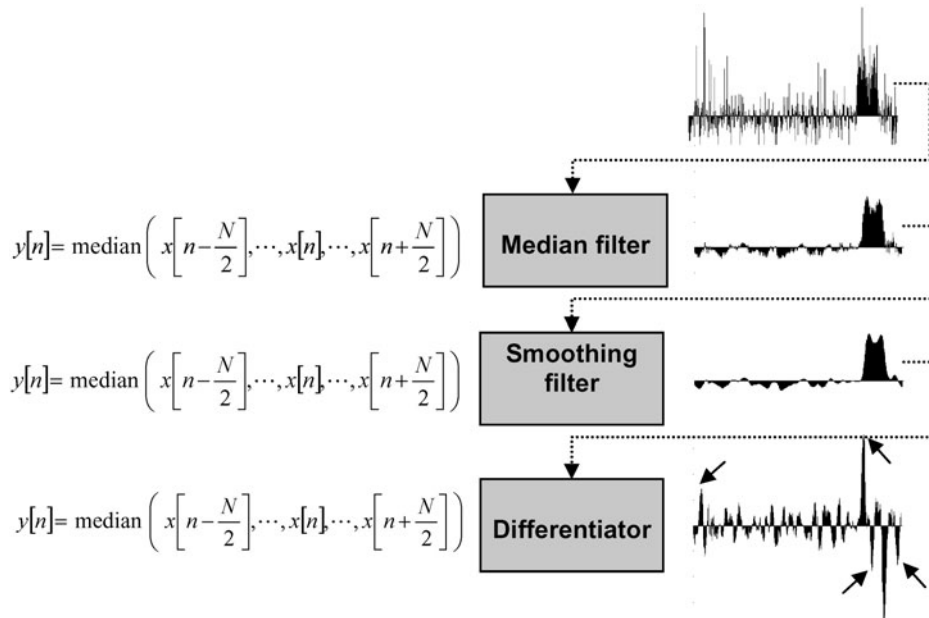 y[n]= median( x[n−N/2],⋯,x[n],⋯,x[n+N/2])
Median filter
y[n]= median( x[n−N/2],⋯,x[n],⋯,x[n+N/2])
Smoothing
filter
y[n]= median( x[n−N/2],⋯,x[n],⋯,x[n+N/2])
Differentiator